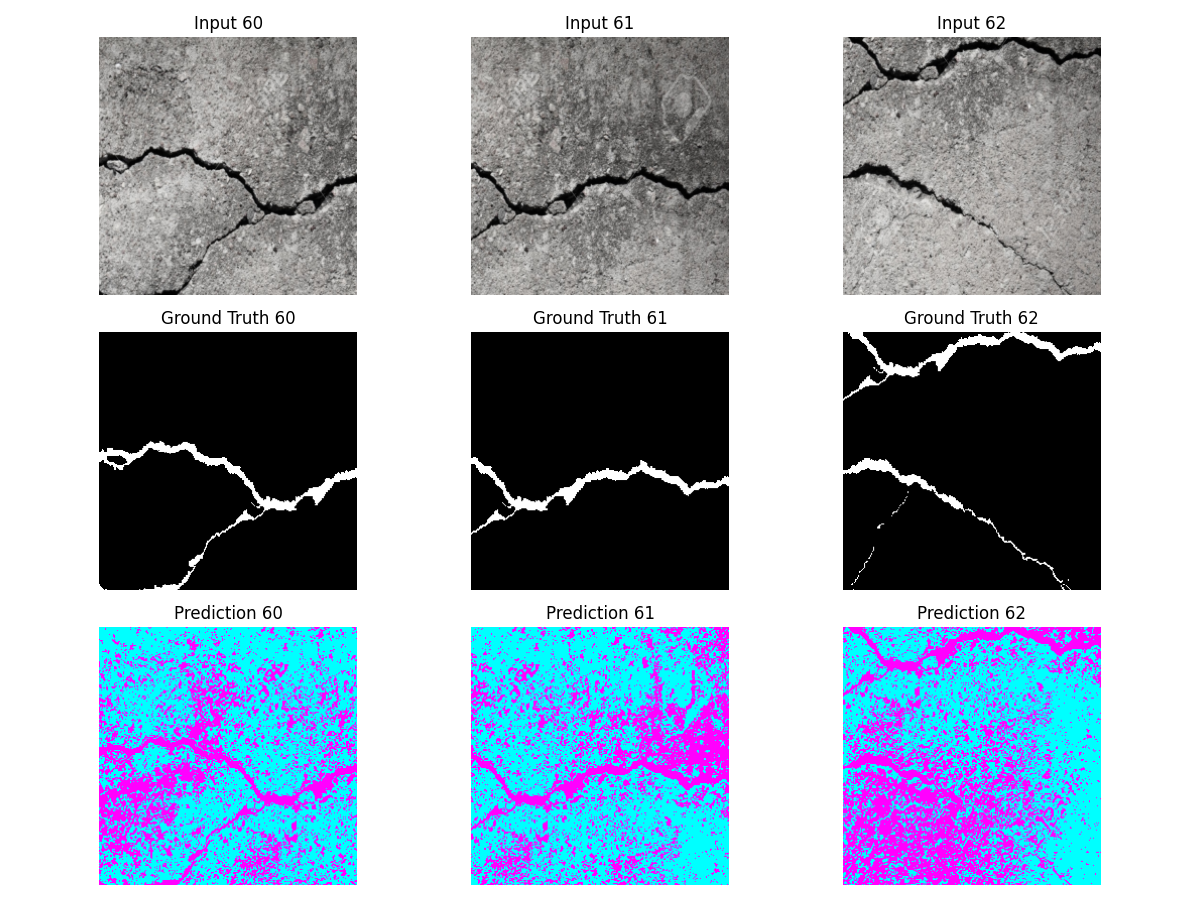 Input 60
Input 61
Input 62
Ground Truth 60
Ground Truth 61
Ground Truth 62
Prediction 60
Prediction 61
Prediction 62